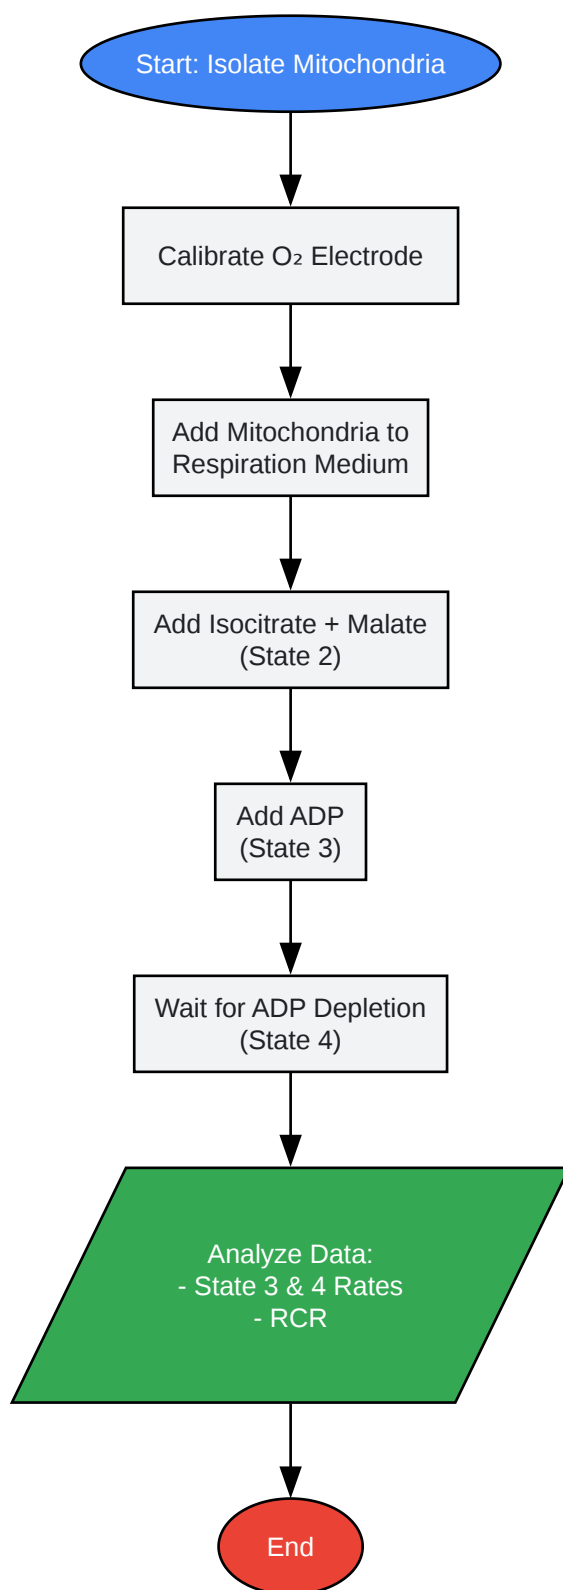 Start: Isolate Mitochondria
Calibrate O₂ Electrode
Add Mitochondria to
Respiration Medium
Add Isocitrate + Malate
(State 2)
Add ADP
(State 3)
Wait for ADP Depletion
(State 4)
Analyze Data:
- State 3 & 4 Rates
- RCR
End